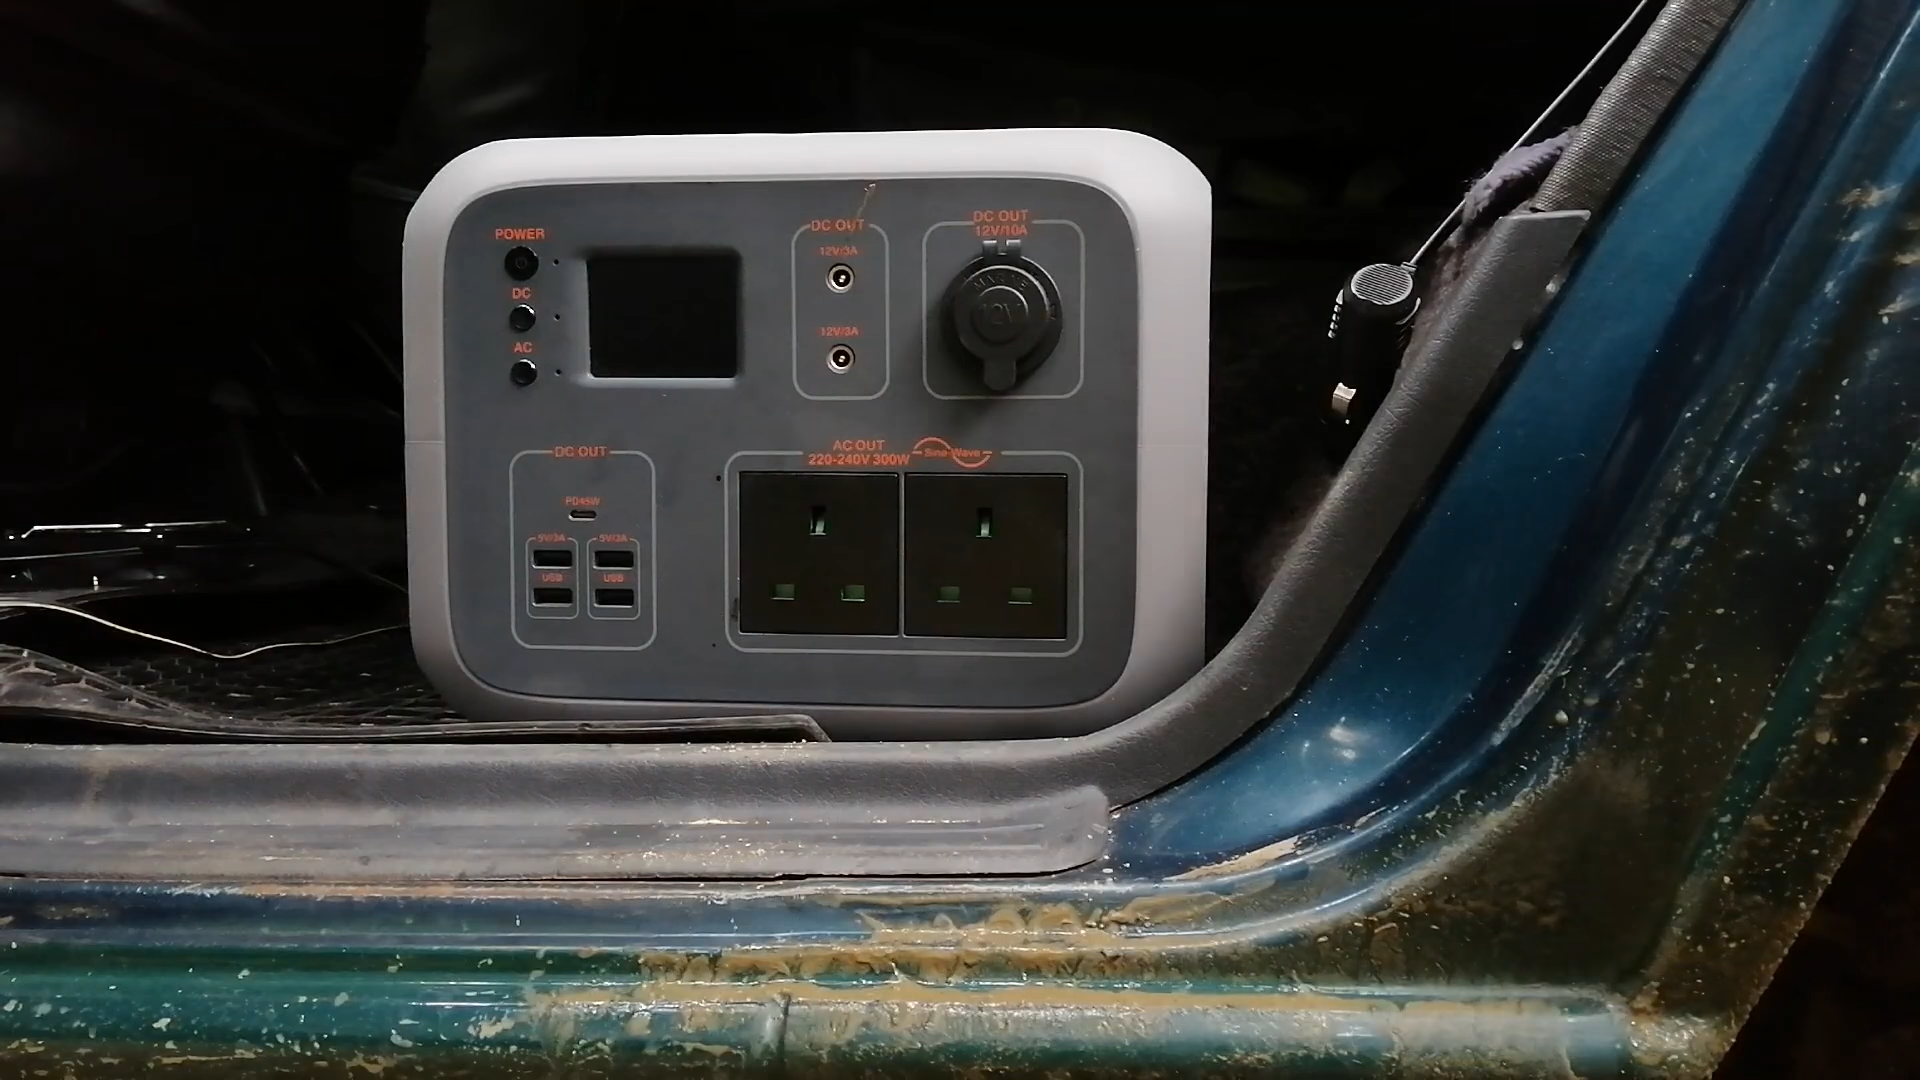 POWER
DC
AC
DC OUT
12V/3A
12V/3A
DC OUT
12V/10A
12V
DC OUT
PD45W
5V/3A
5V/3A
USB
USB
AC OUT
220-240V 300W
Sine Wave